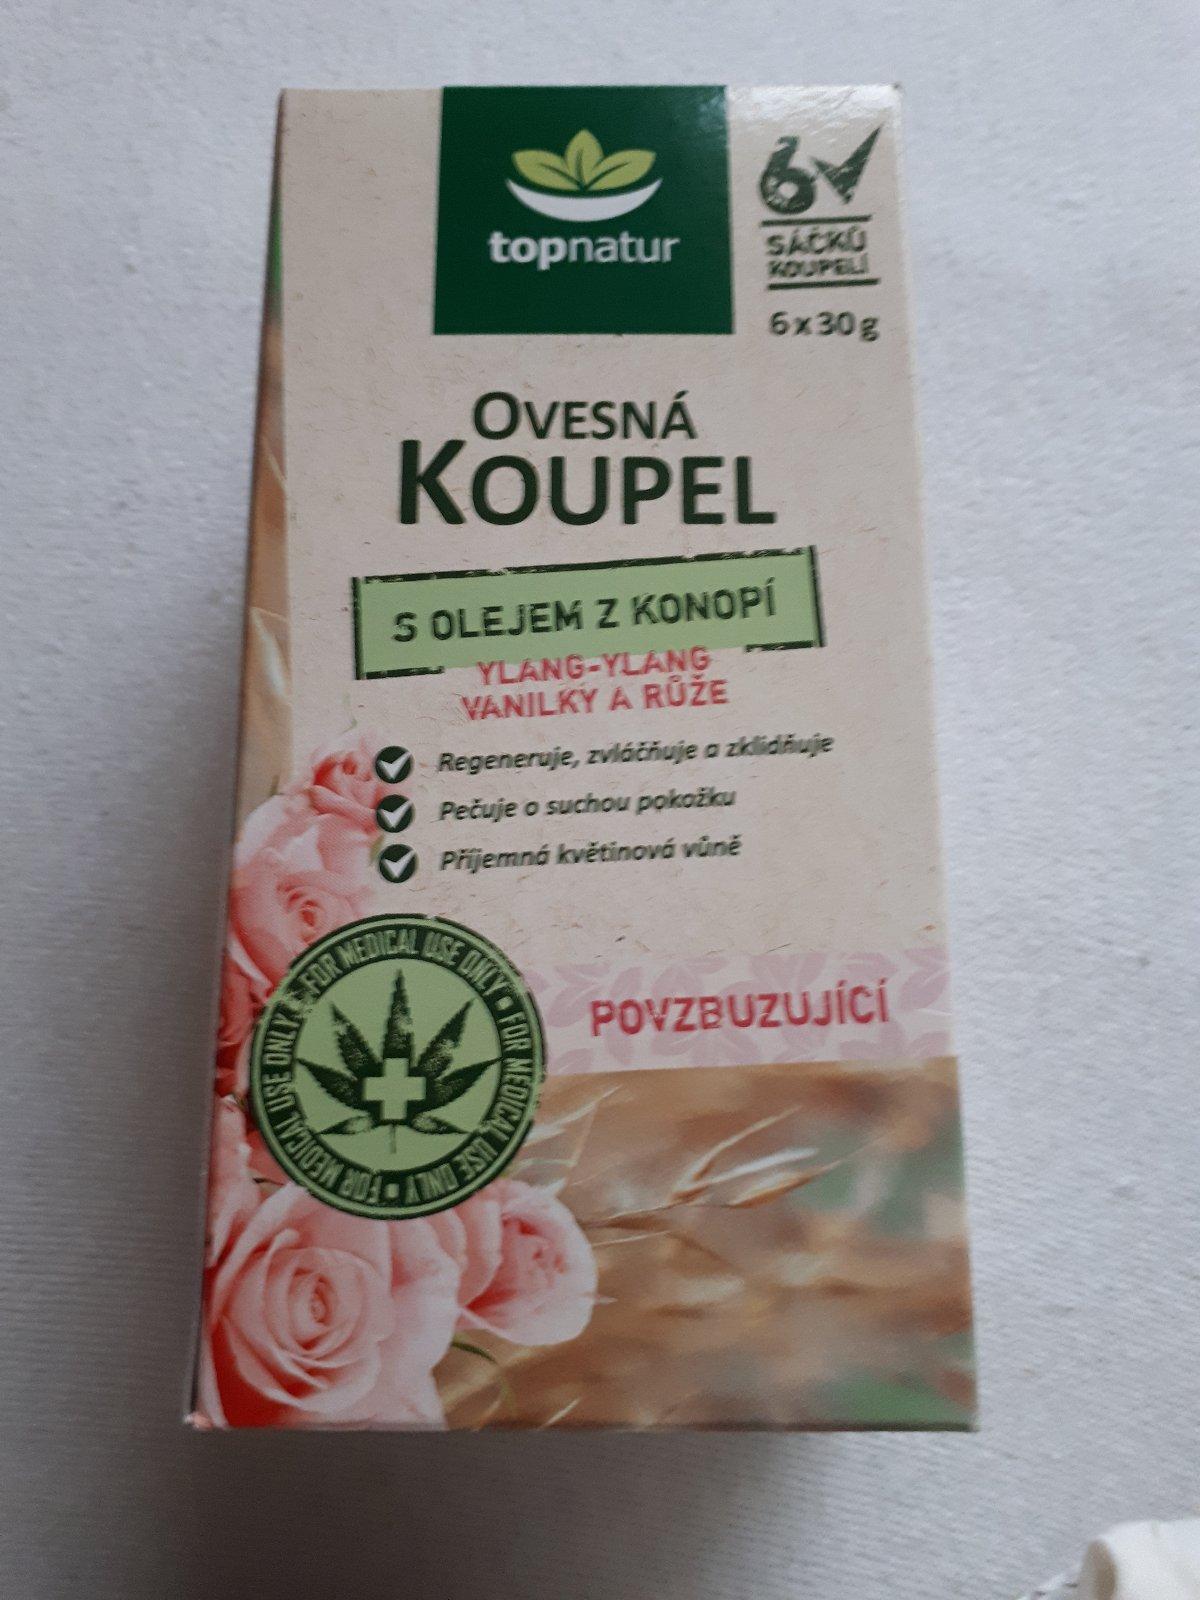 topnatur
6
SÁČKŮ
KOUPELÍ
6 x 30 g
OVESNÁ
KOUPEL
S OLEJEM Z KONOPÍ
YLANG-YLANG
VANILKY A RŮŽE
Regeneruje, zvláčňuje a zklidňuje
Pečuje o suchou pokožku
Příjemná květinová vůně
FOR MEDICAL USE ONLY • FOR MEDICAL USE ONLY • FOR MEDICAL USE ONLY
POVZBUZUJÍCÍ